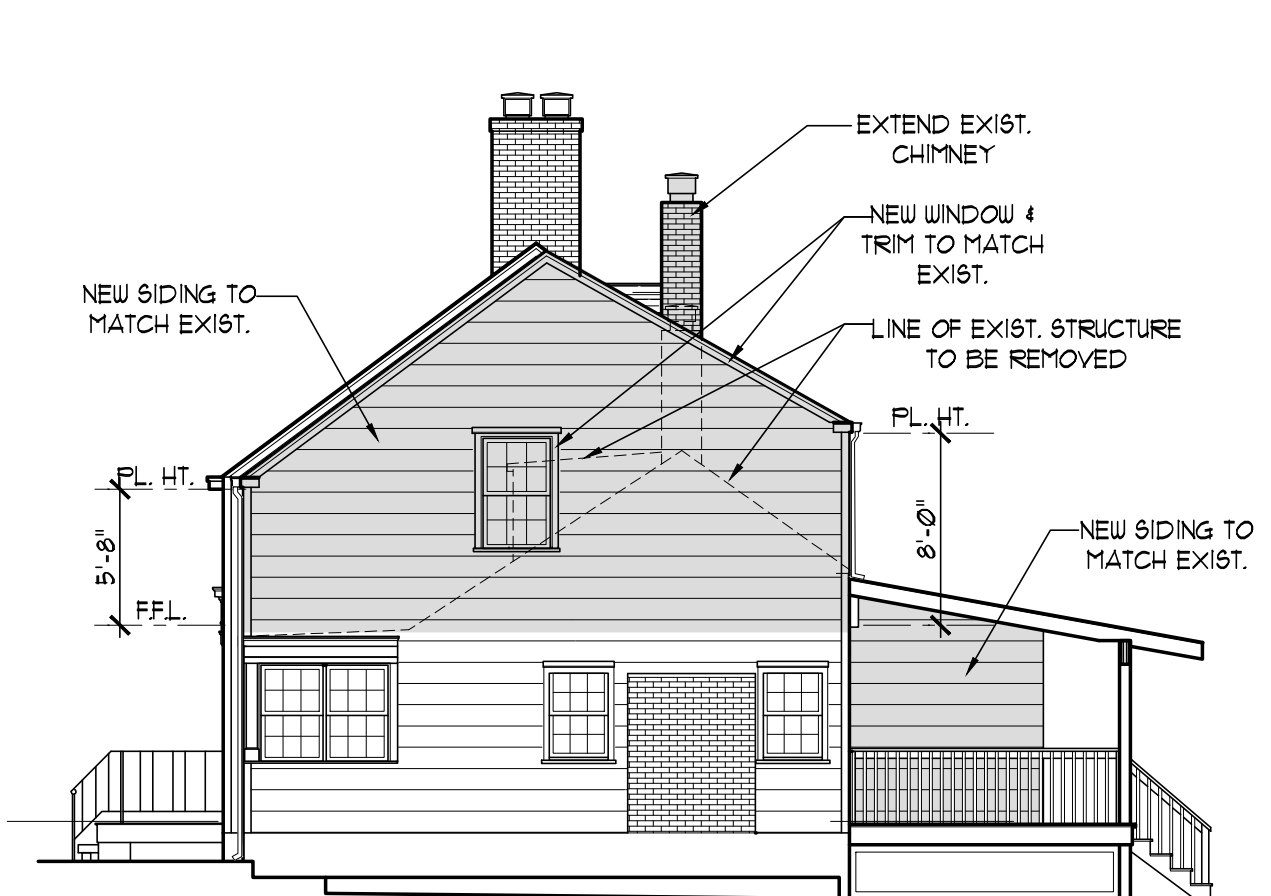 EXTEND EXIST.
CHIMNEY
NEW WINDOW &
TRIM TO MATCH
EXIST.
NEW SIDING TO
MATCH EXIST.
LINE OF EXIST. STRUCTURE
TO BE REMOVED
PL. HT.
PL. HT.
5'-8"
8'-0"
NEW SIDING TO
MATCH EXIST.
F.F.L.